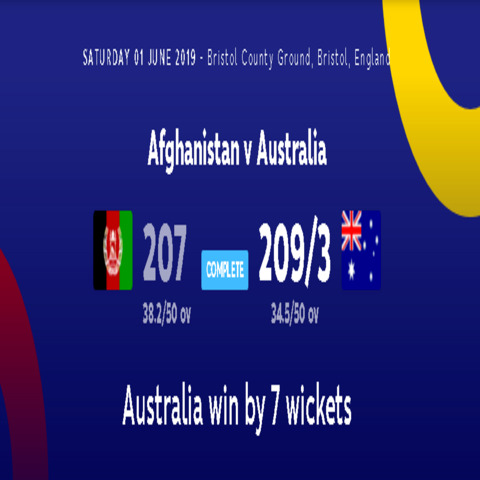 SATURDAY 01 JUNE 2019 - Bristol County Ground, Bristol, England
Afghanistan v Australia
207 COMPLETE 209/3
38.2/50 ov 34.5/50 ov
Australia win by 7 wickets